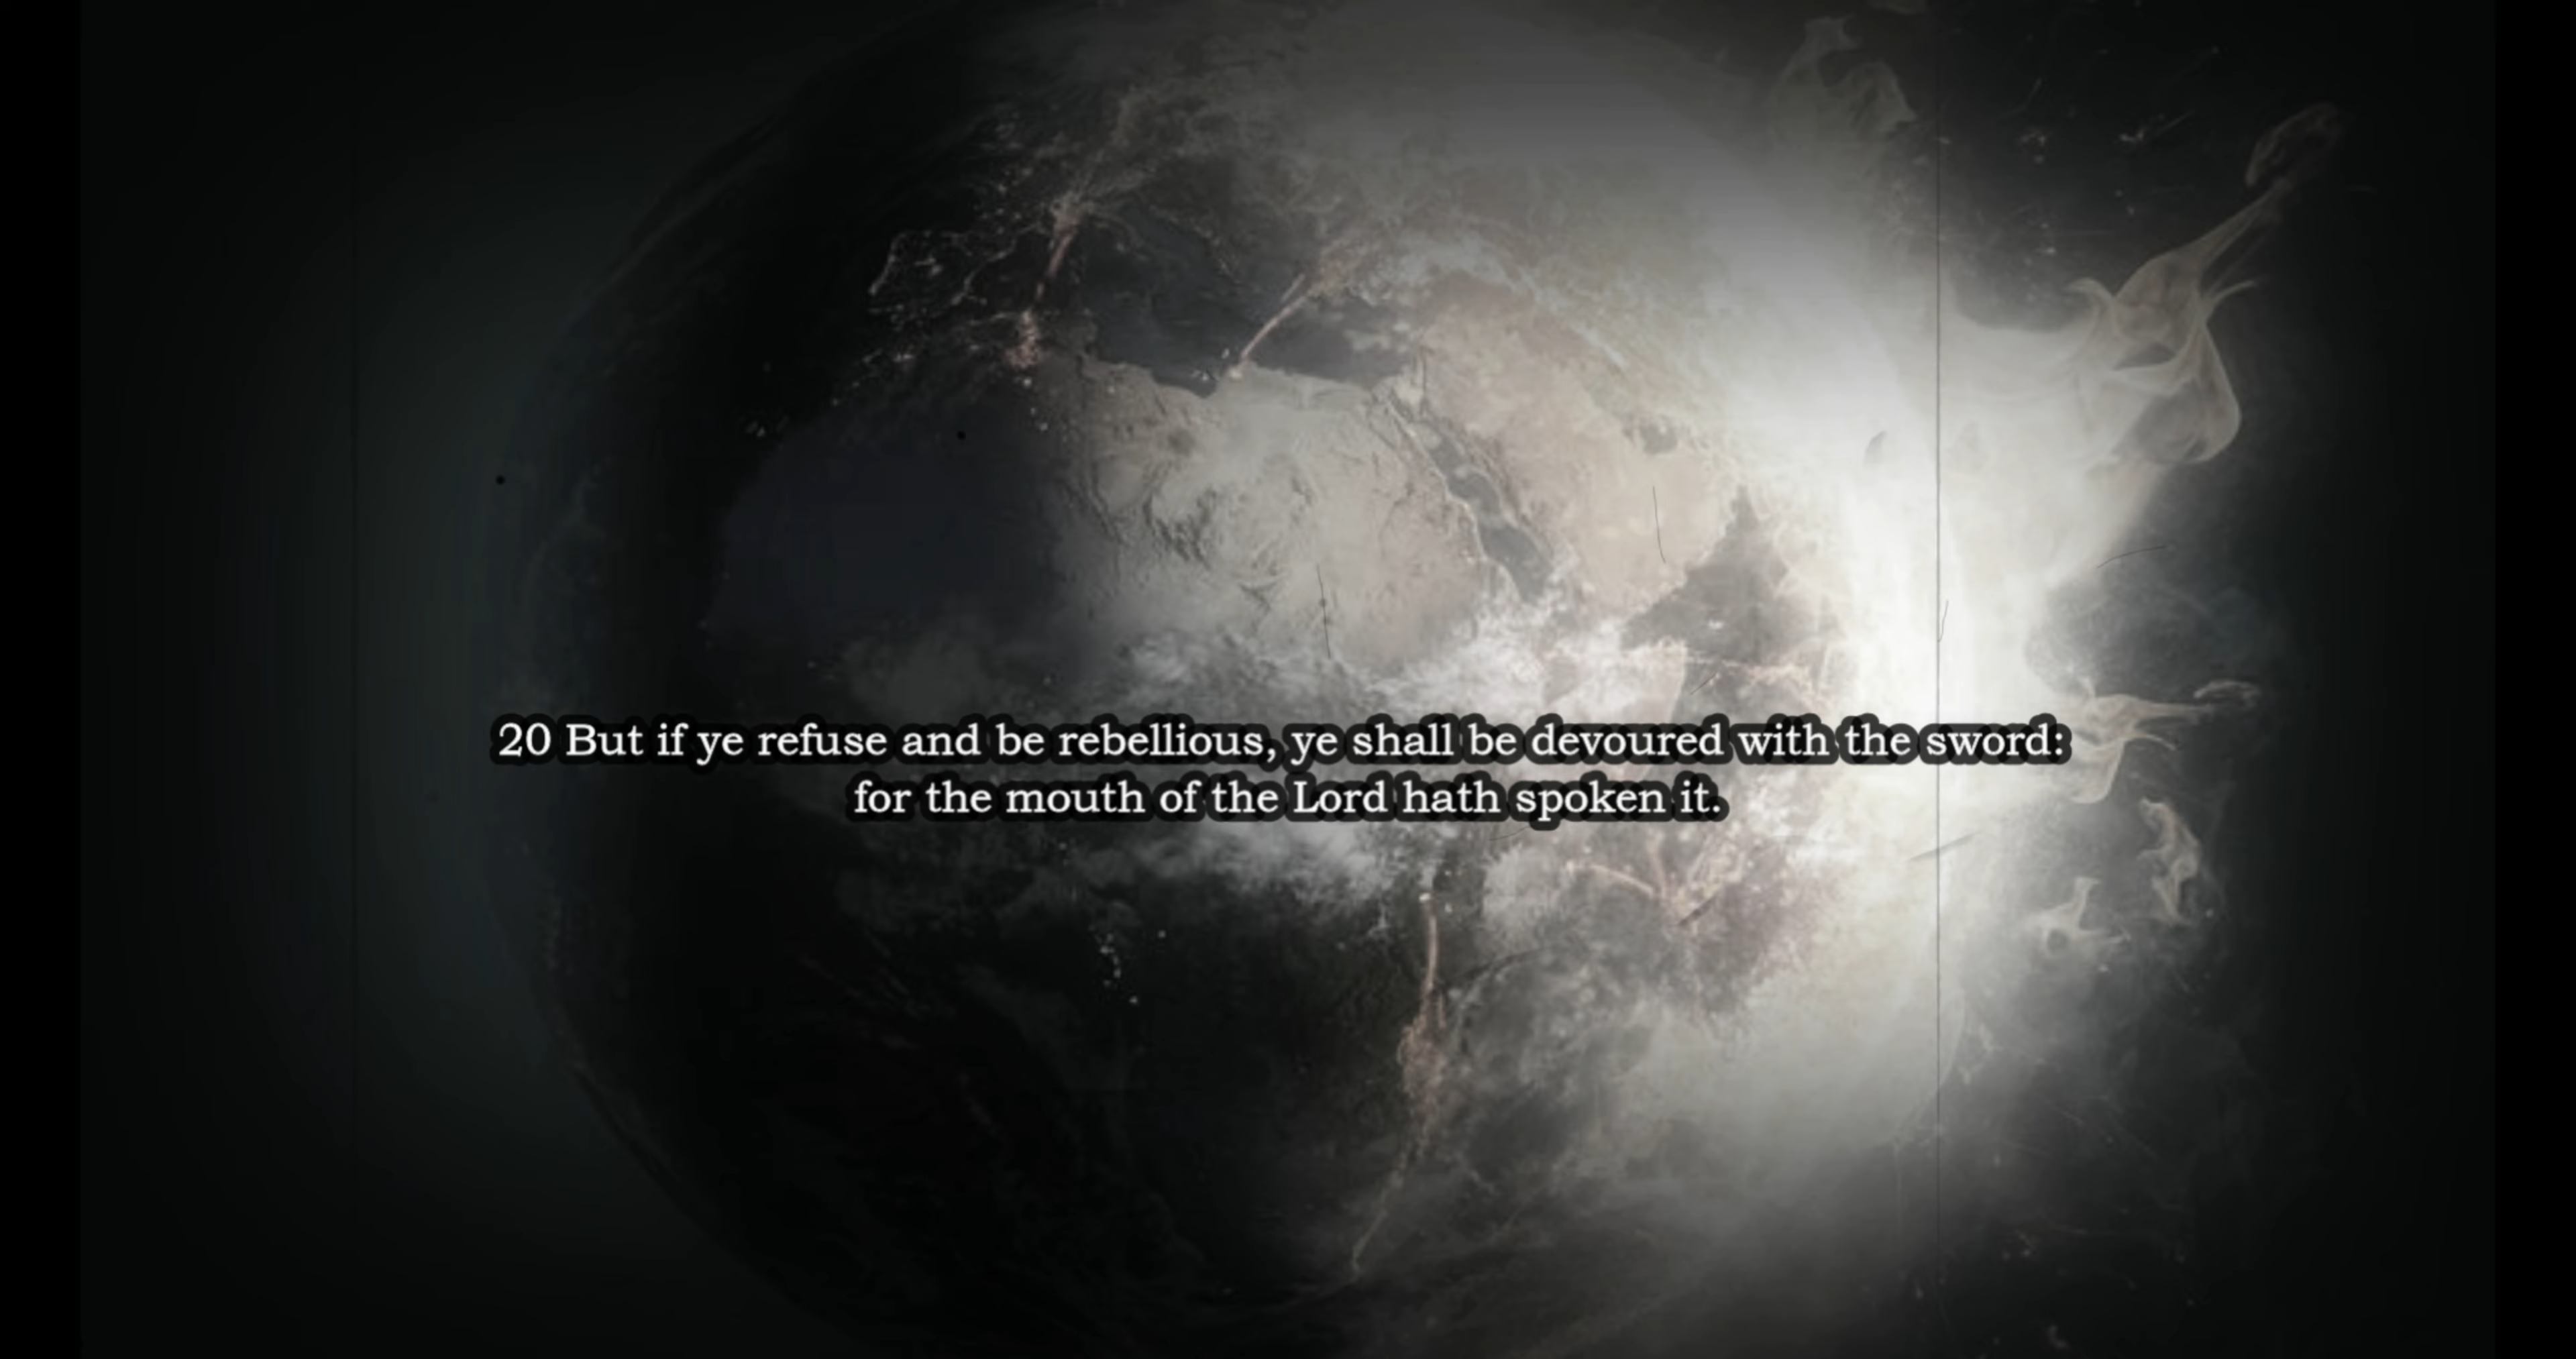 20 But if ye refuse and be rebellious, ye shall be devoured with the sword:
for the mouth of the Lord hath spoken it.